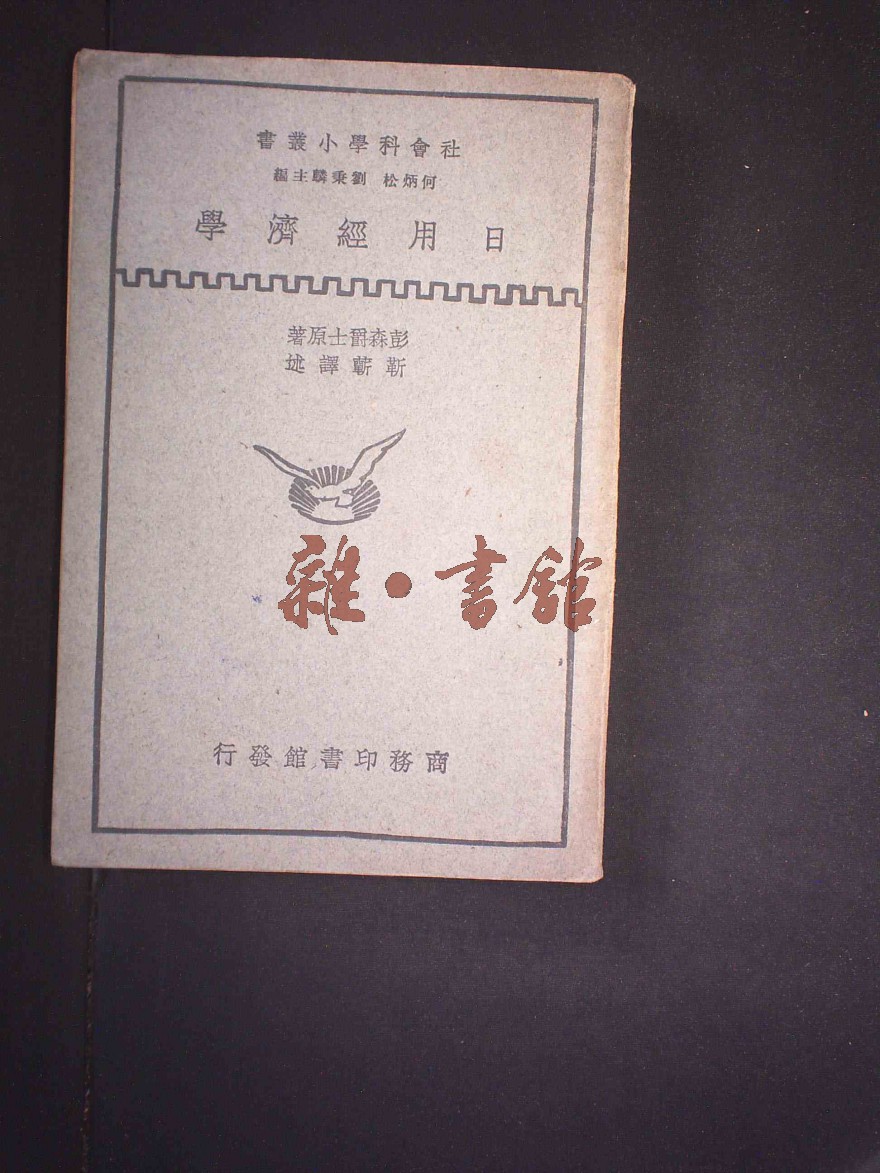 社會科學小叢書
何炳松 劉秉麟主編
日用經濟學
彭森爵士原著
靳蘄譯述
雜·書館
商務印書館發行